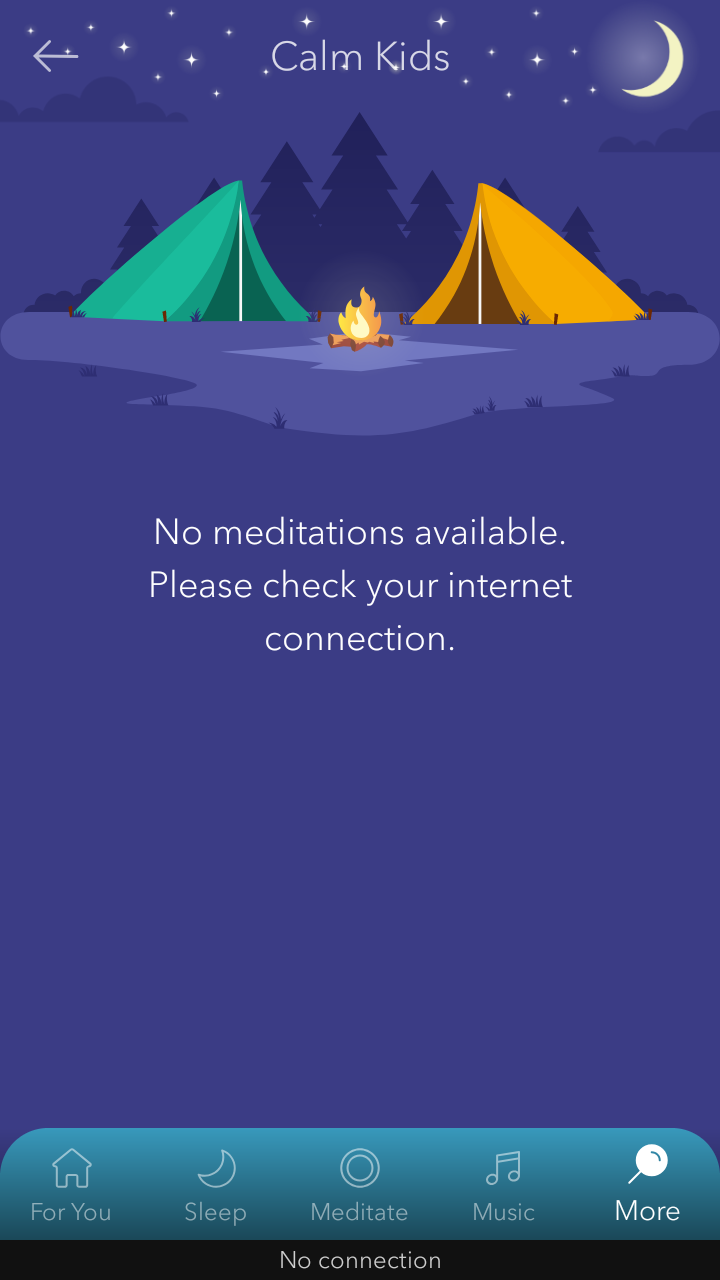 Calm Kids
No meditations available.
Please check your internet
connection.
For You
Sleep
Meditate
Music
More
No connection